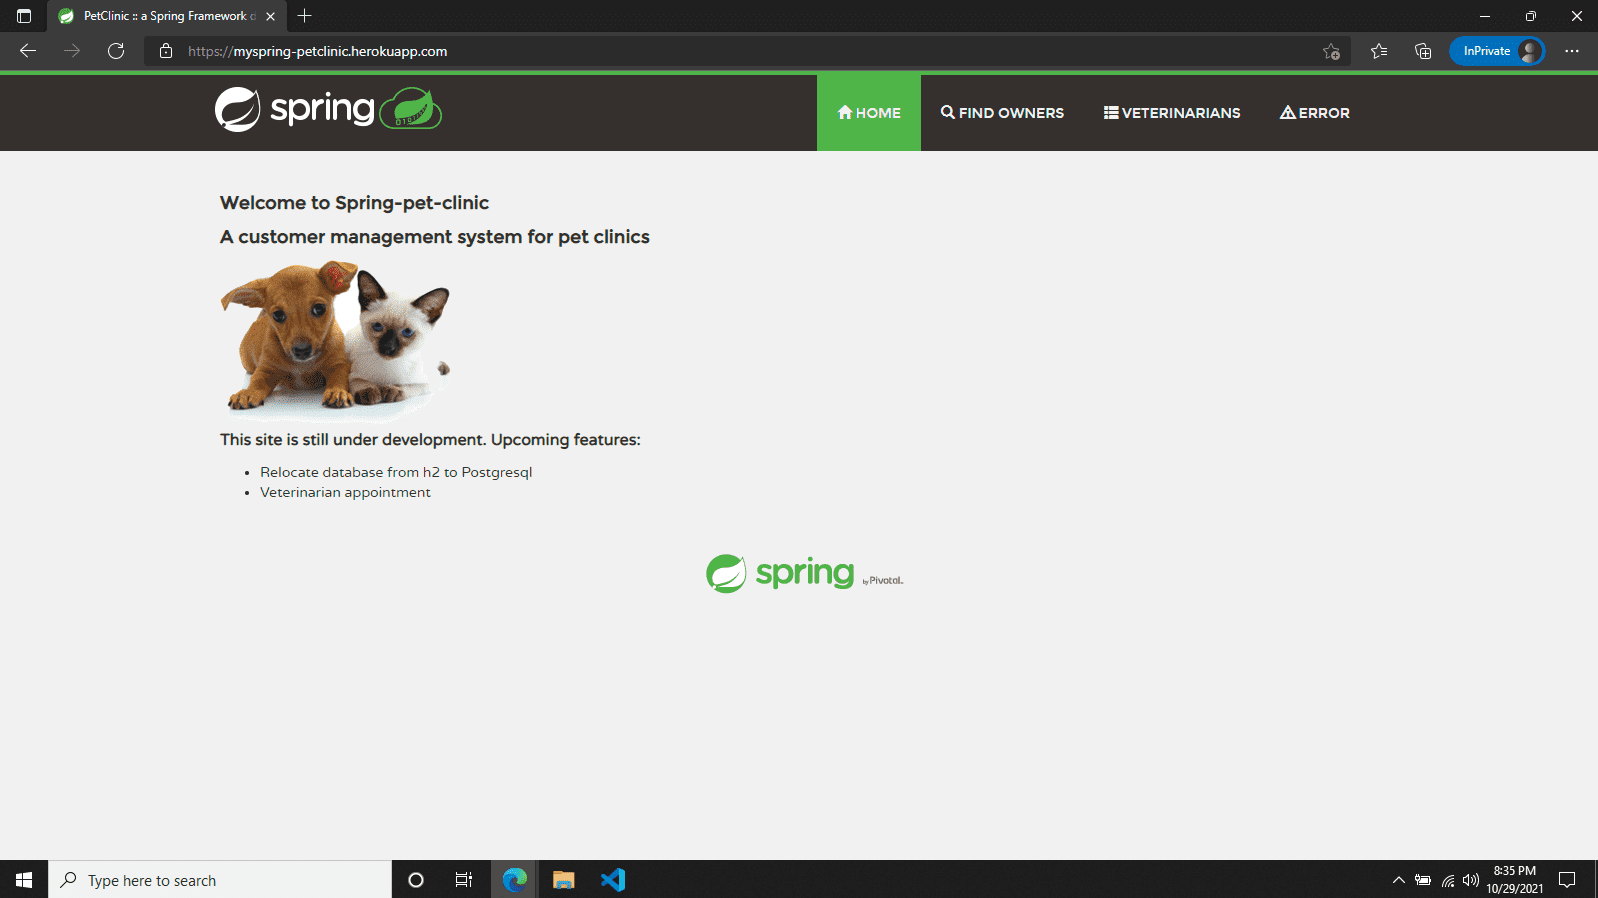 PetClinic :: a Spring Framework d
https://myspring-petclinic.herokuapp.com
InPrivate
spring
HOME
FIND OWNERS
VETERINARIANS
ERROR
Welcome to Spring-pet-clinic
A customer management system for pet clinics
This site is still under development. Upcoming features:
Relocate database from h2 to Postgresql
Veterinarian appointment
spring by Pivotal
Type here to search
8:35 PM
10/29/2021